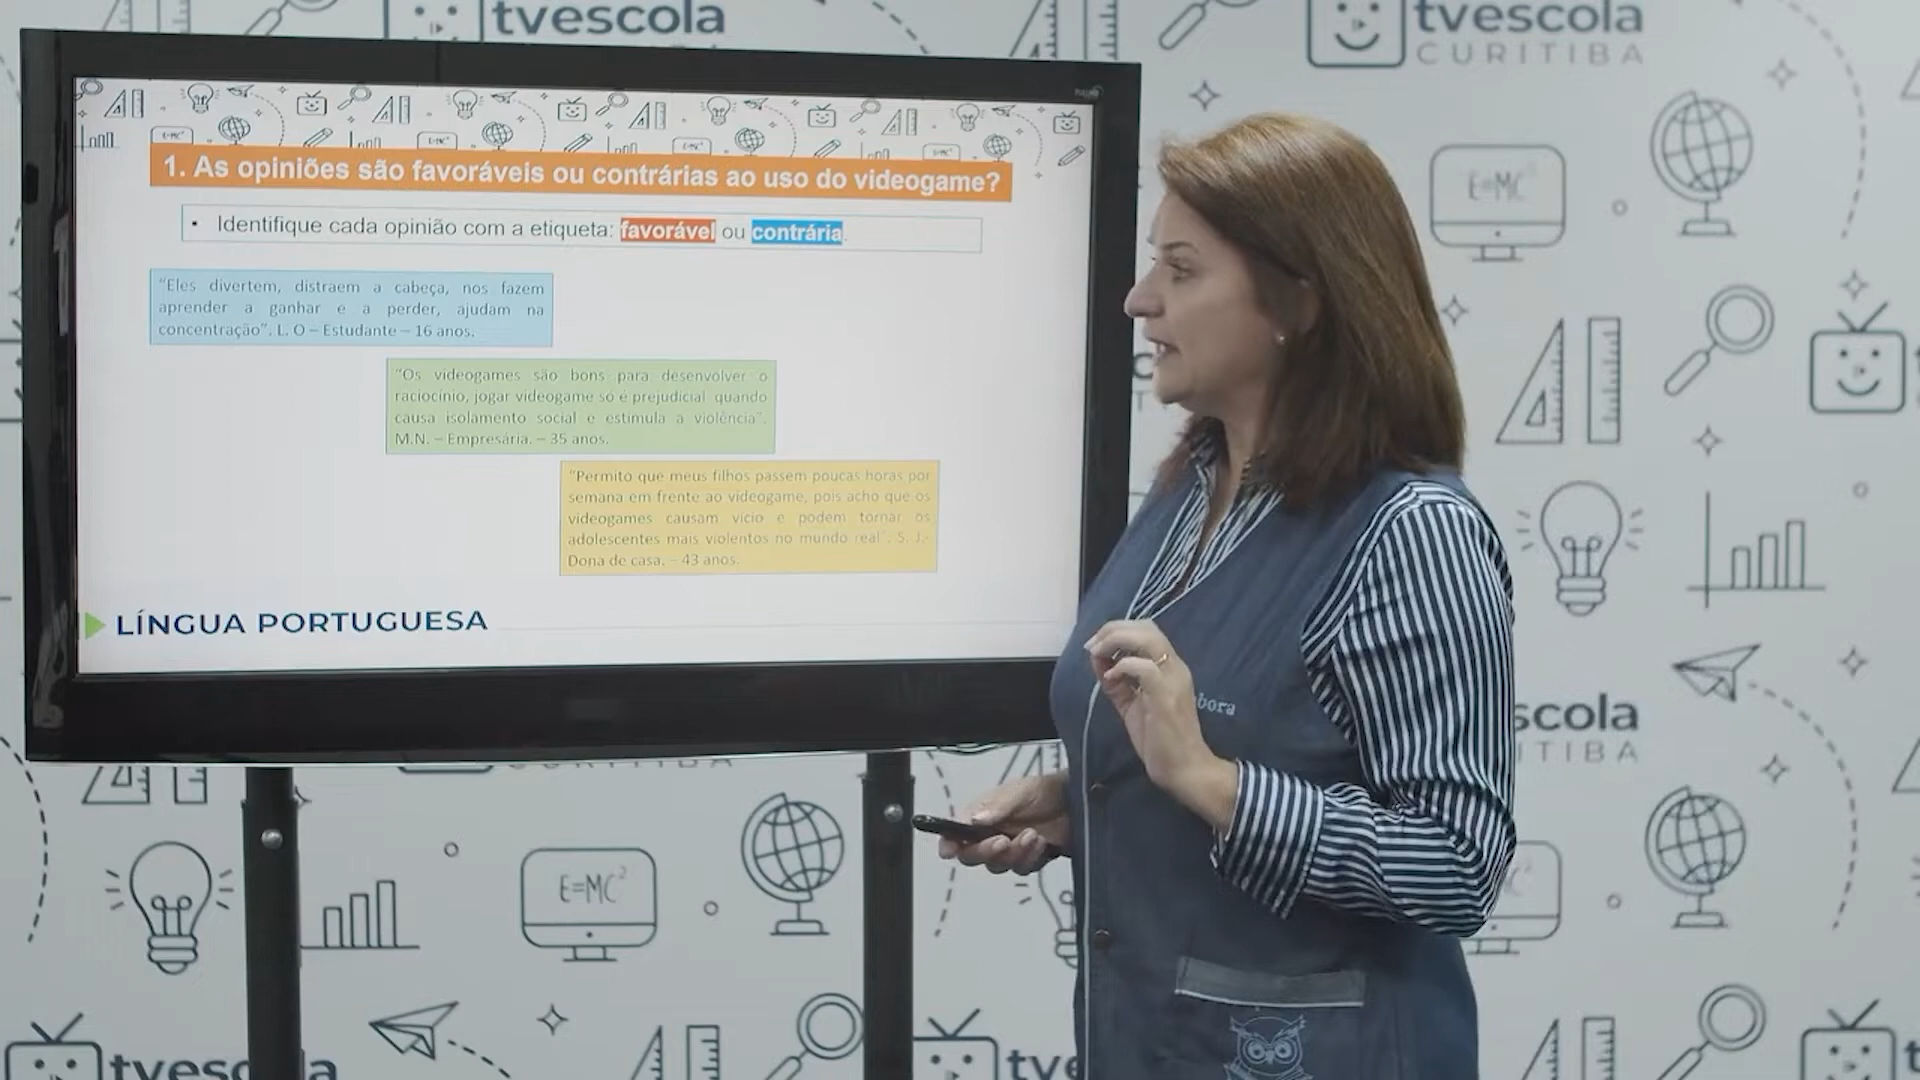 tvescola
tvescola
CURITIBA
1. As opiniões são favoráveis ou contrárias ao uso do videogame?
• Identifique cada opinião com a etiqueta: favorável ou contrária.
"Eles divertem, distraem a cabeça, nos fazem
aprender a ganhar e a perder, ajudam na
concentração". L. O – Estudante – 16 anos.
"Os videogames são bons para desenvolver o
raciocínio, jogar videogame só é prejudicial quando
causa isolamento social e estimula a violência".
M.N. – Empresária. – 35 anos.
"Permito que meus filhos passem poucas horas por
semana em frente ao videogame, pois acho que os
videogames causam vício e podem tornar os
adolescentes mais violentos no mundo real". S. J.-
Dona de casa. – 43 anos.
LÍNGUA PORTUGUESA
E=MC²
bora
scola
ITIBA
CURITIBA
E=MC²
tvesc a
tve